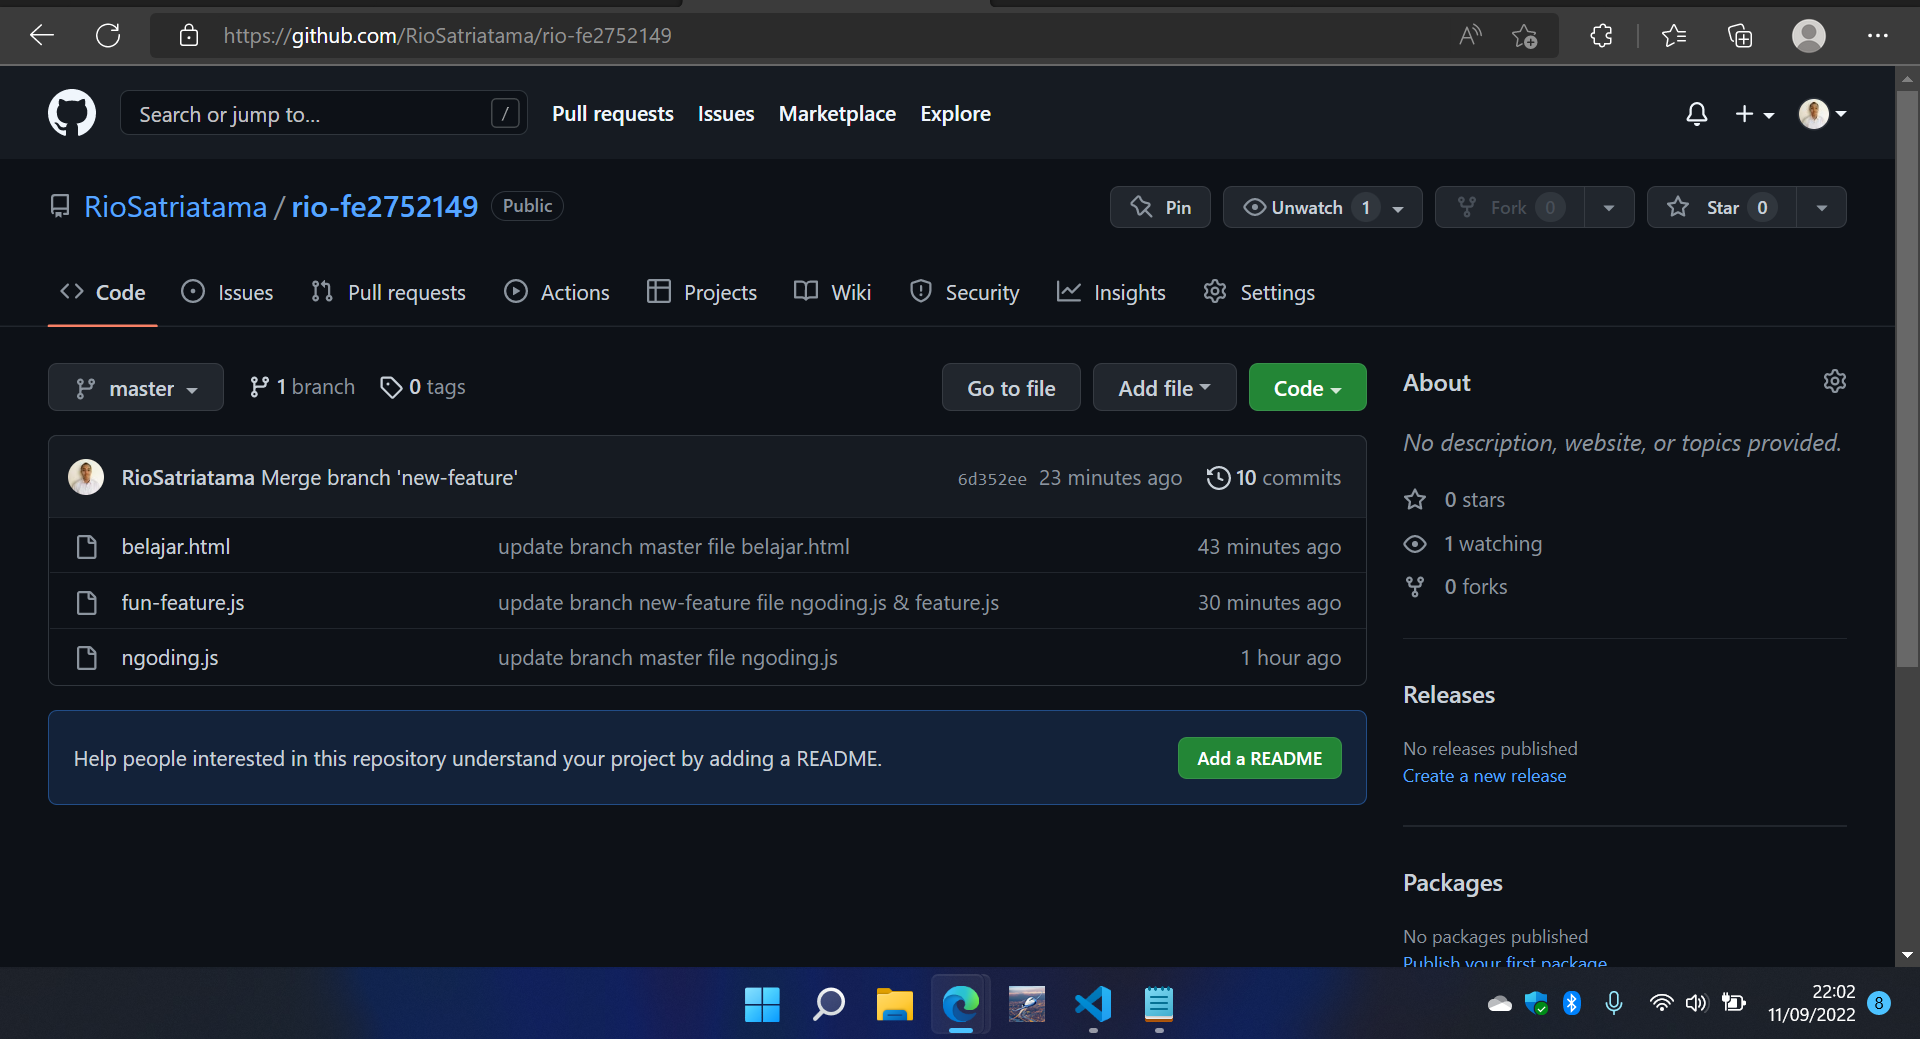 https://github.com/RioSatriatama/rio-fe2752149
Search or jump to... /
Pull requests Issues Marketplace Explore
RioSatriatama / rio-fe2752149 Public
Pin Unwatch 1 Fork 0 Star 0
Code Issues Pull requests Actions Projects Wiki Security Insights Settings
master 1 branch 0 tags Go to file Add file Code
RioSatriatama Merge branch 'new-feature' 6d352ee 23 minutes ago 10 commits
belajar.html update branch master file belajar.html 43 minutes ago
fun-feature.js update branch new-feature file ngoding.js & feature.js 30 minutes ago
ngoding.js update branch master file ngoding.js 1 hour ago
Help people interested in this repository understand your project by adding a README. Add a README
About
No description, website, or topics provided.
0 stars
1 watching
0 forks
Releases
No releases published
Create a new release
Packages
No packages published
Publish your first package
22:02
11/09/2022 8